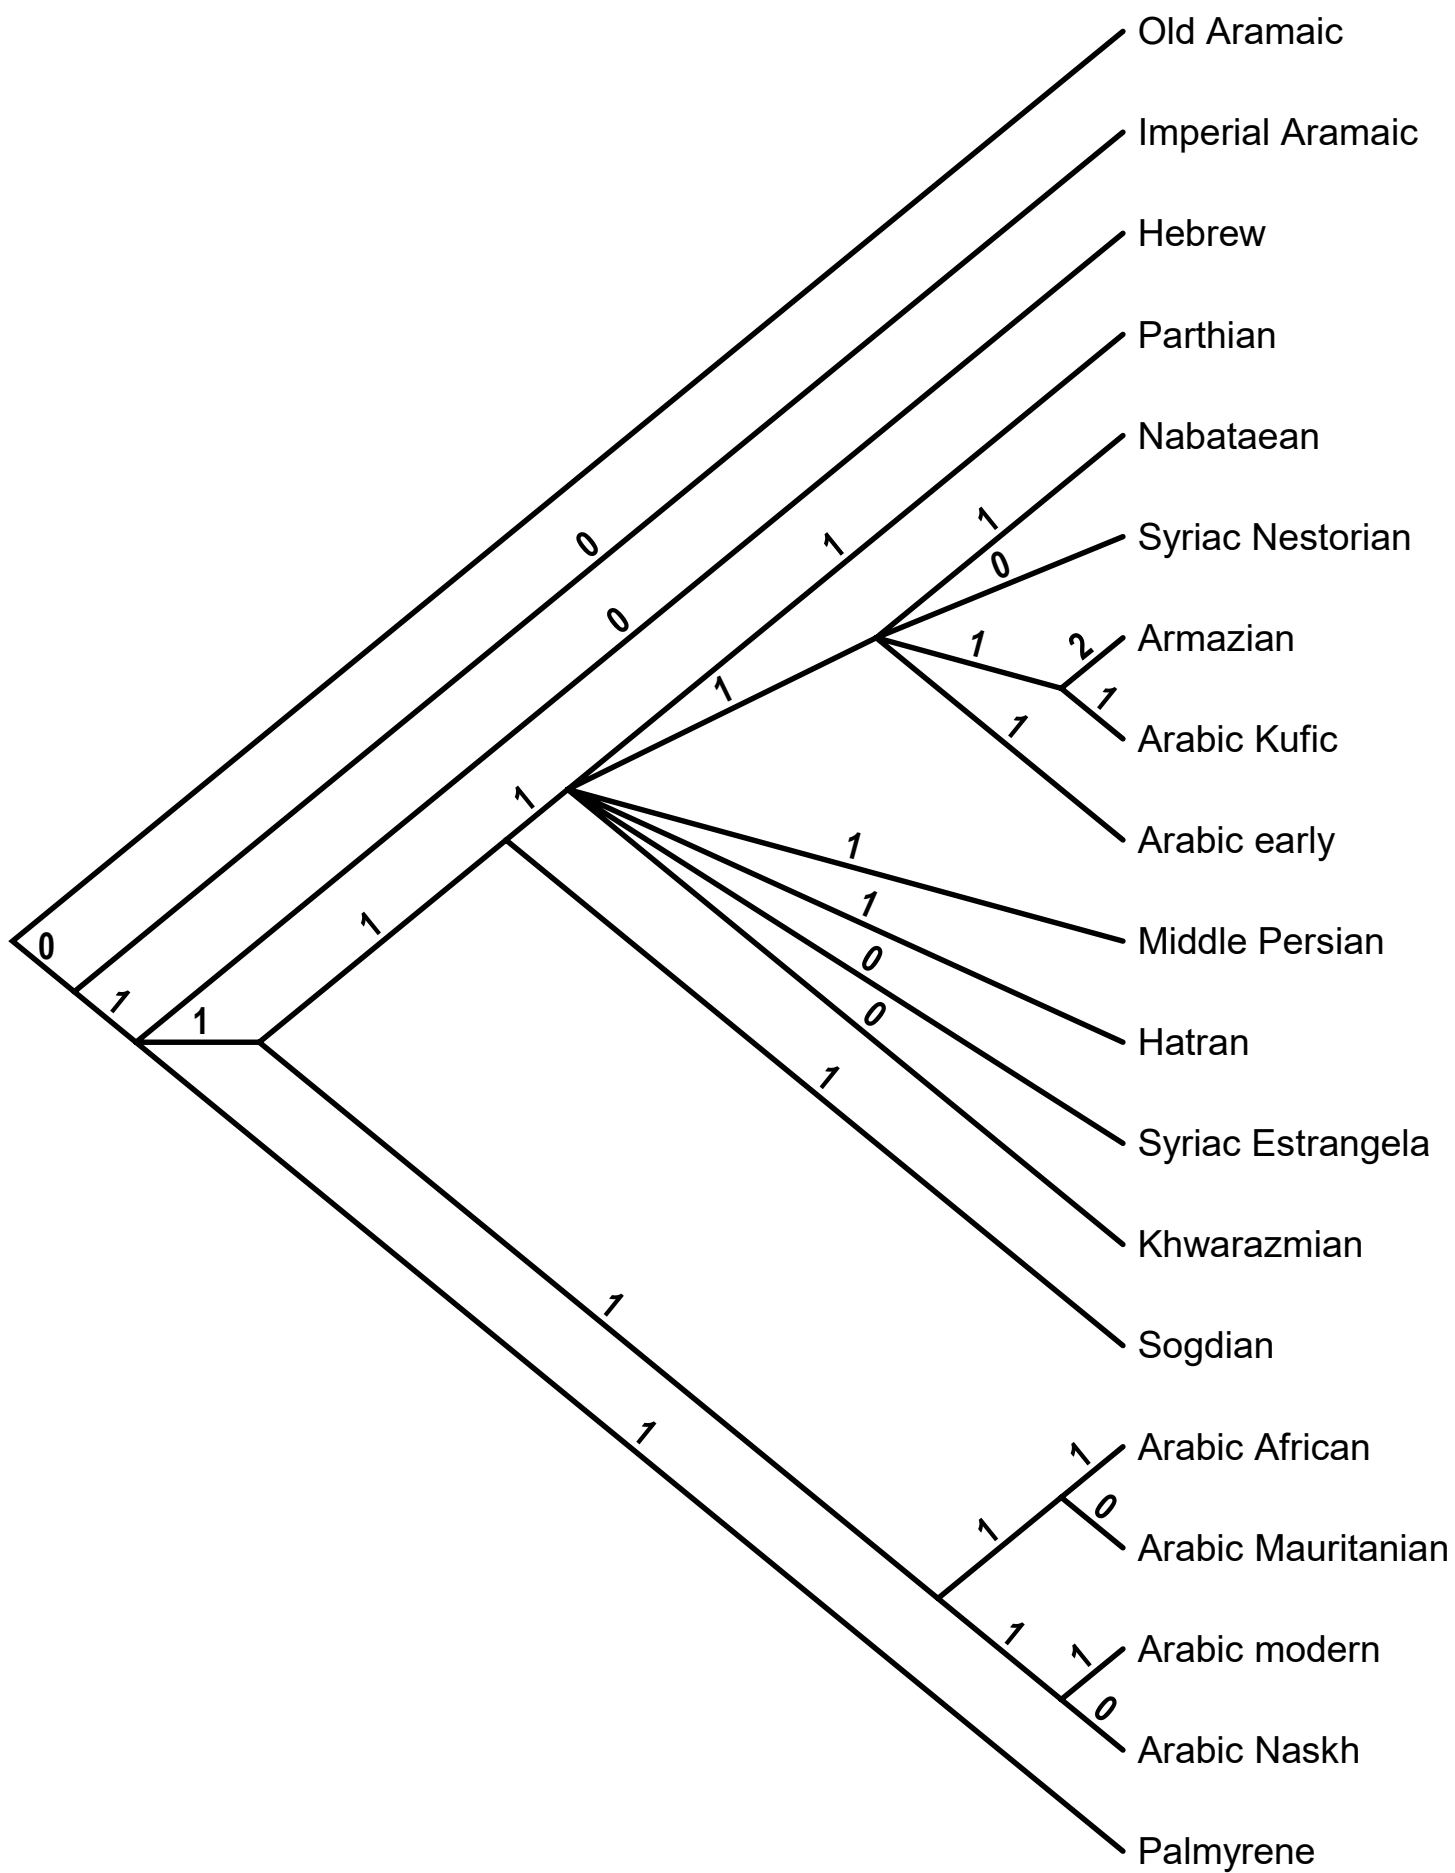 Old Aramaic
Imperial Aramaic
Hebrew
Parthian
Nabataean
1
Syriac Nestorian
0
1
0
Armazian
0
1
2
1
1
Arabic Kufic
1
1
Arabic early
1
1
Middle Persian
1
0
0
Hatran
1
1
0
Syriac Estrangela
1
Khwarazmian
1
Sogdian
1
Arabic African
1
0
1
Arabic Mauritanian
1
Arabic modern
1
1
0
Arabic Naskh
Palmyrene